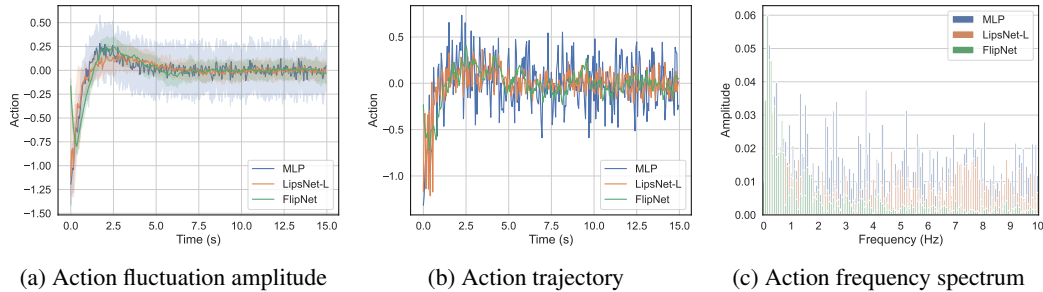 0.50
0.25
0.00
−0.25
−0.50
−0.75
−1.00
−1.25
−1.50
Action
0.0 2.5 5.0 7.5 10.0 12.5 15.0
Time (s)
MLP
LipsNet-L
FlipNet
(a) Action fluctuation amplitude
0.5
0.0
−0.5
−1.0
Action
0.0 2.5 5.0 7.5 10.0 12.5 15.0
Time (s)
MLP
LipsNet-L
FlipNet
(b) Action trajectory
0.06
0.05
0.04
0.03
0.02
0.01
0.00
Amplitude
0 1 2 3 4 5 6 7 8 9 10
Frequency (Hz)
MLP
LipsNet-L
FlipNet
(c) Action frequency spectrum